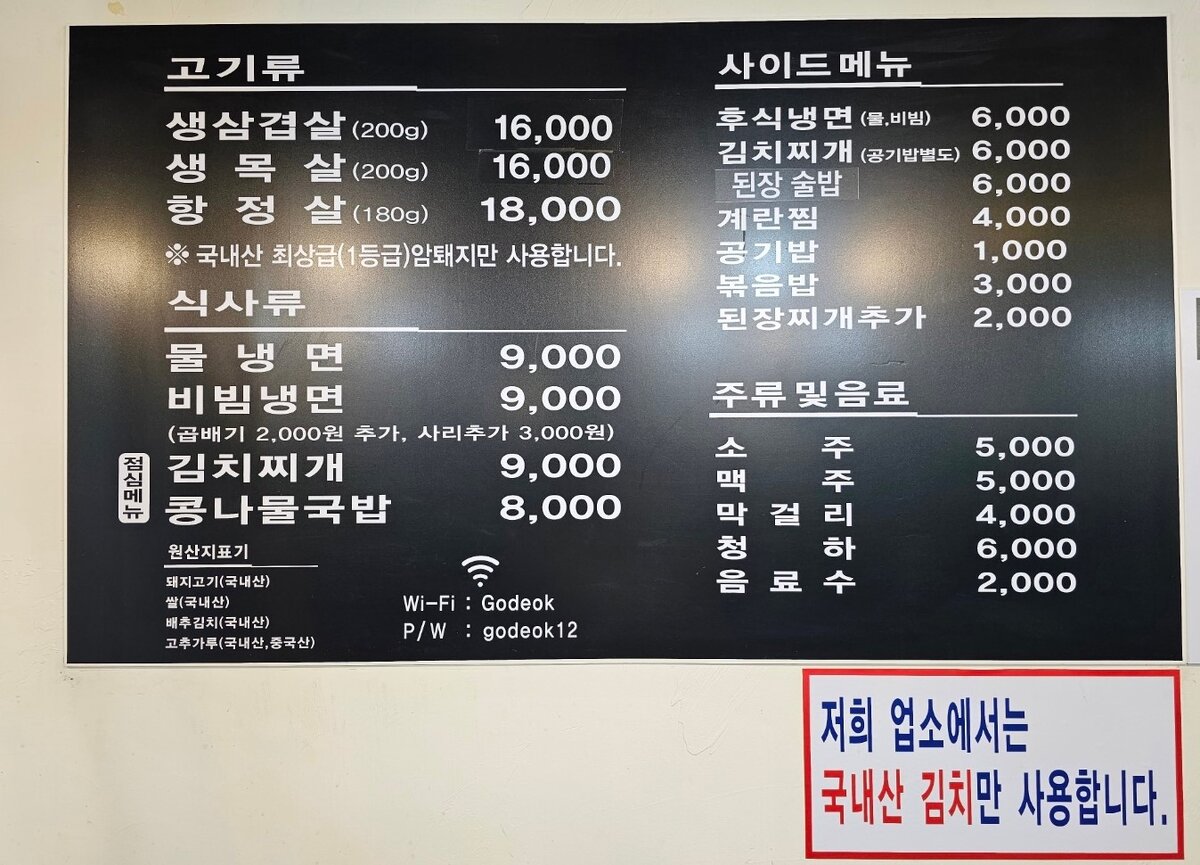 고기류
생삼겹살 (200g) 16,000
생목살 (200g) 16,000
항정살 (180g) 18,000
※ 국내산 최상급(1등급)암퇘지만 사용합니다.
식사류
물냉면 9,000
비빔냉면 9,000
(곱배기 2,000원 추가, 사리추가 3,000원)
점심메뉴
김치찌개 9,000
콩나물국밥 8,000
원산지표기
돼지고기(국내산)
쌀(국내산)
배추김치(국내산)
고추가루(국내산,중국산)
Wi-Fi : Godeok
P/W : godeok12
사이드메뉴
후식냉면 (물,비빔) 6,000
김치찌개 (공기밥별도) 6,000
된장 술밥 6,000
계란찜 4,000
공기밥 1,000
볶음밥 3,000
된장찌개추가 2,000
주류및음료
소주 5,000
맥주 5,000
막걸리 4,000
청하 6,000
음료수 2,000
저희 업소에서는
국내산 김치만 사용합니다.